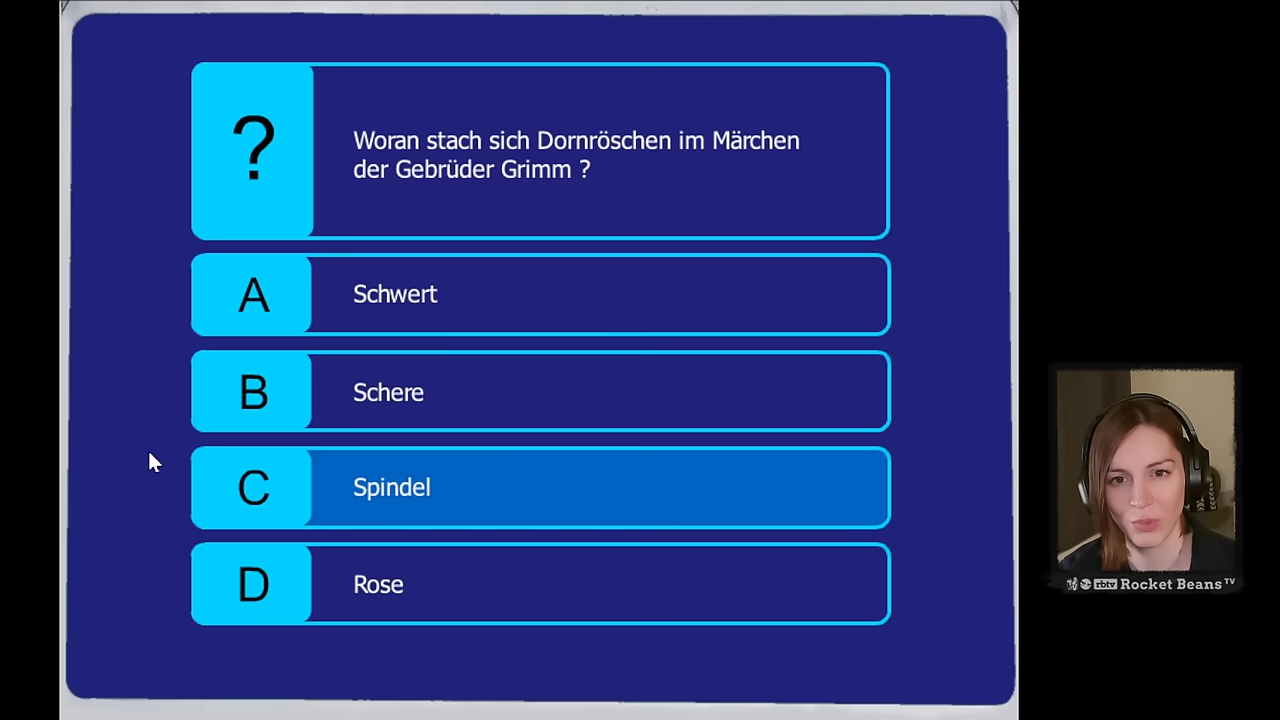 ?
Woran stach sich Dornröschen im Märchen
der Gebrüder Grimm ?
A
Schwert
B
Schere
C
Spindel
D
Rose
rbtv Rocket Beans TV